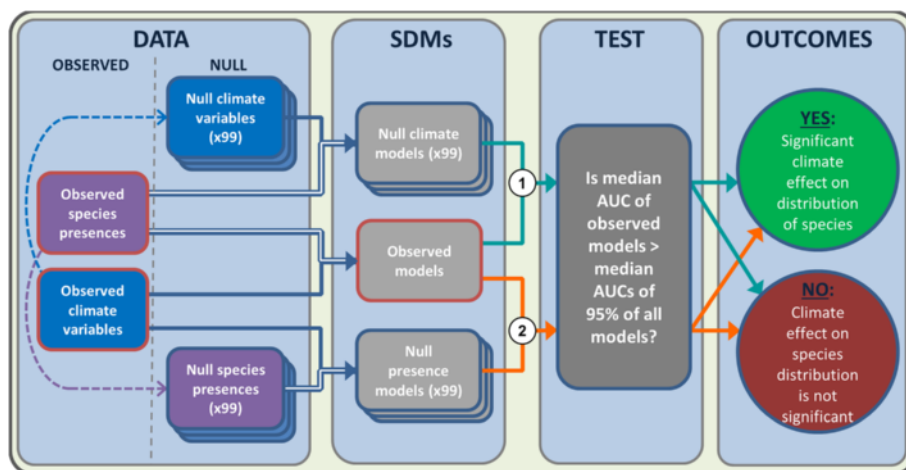 DATA
OBSERVED
NULL
Null climate
variables
(x99)
Observed
species
presences
Observed
climate
variables
Null species
presences
(x99)
SDMs
Null climate
models (x99)
Observed
models
Null
presence
models (x99)
1
2
TEST
Is median
AUC of
observed
models >
median
AUCs of
95% of all
models?
OUTCOMES
YES:
Significant
climate
effect on
distribution
of species
NO:
Climate
effect on
species
distribution
is not
significant